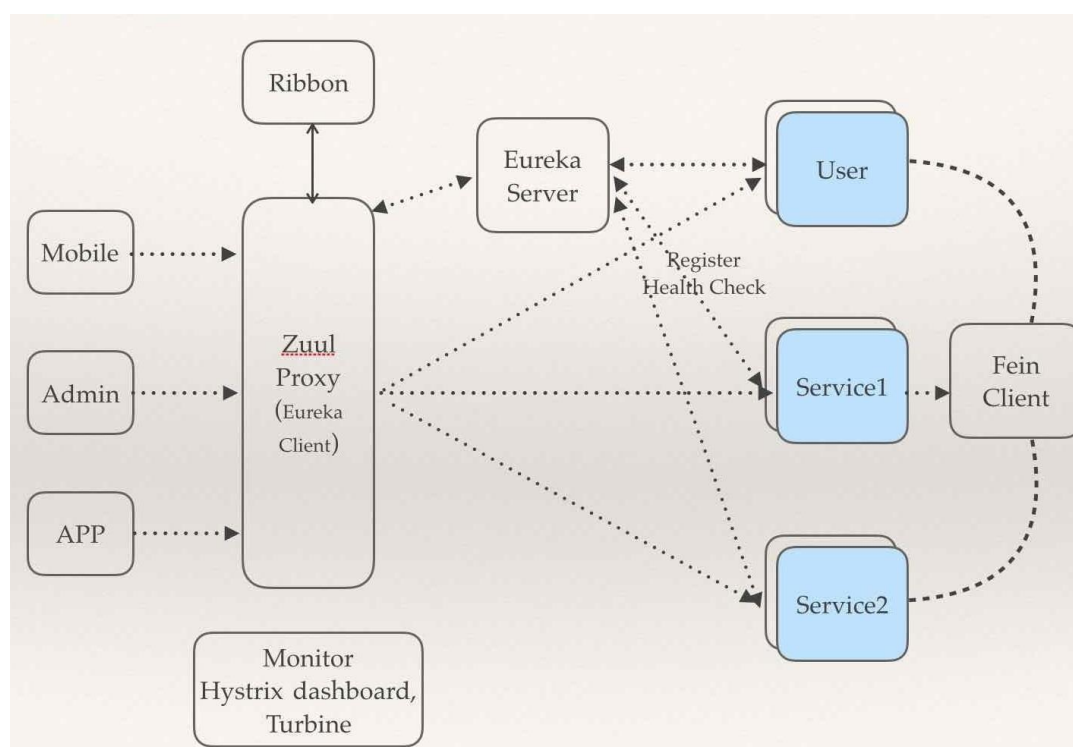 Ribbon
Eureka
Server
User
Mobile
Register
Health Check
Zuul
Proxy
(Eureka
Client)
Admin
Service1
Fein
Client
APP
Service2
Monitor
Hystrix dashboard,
Turbine